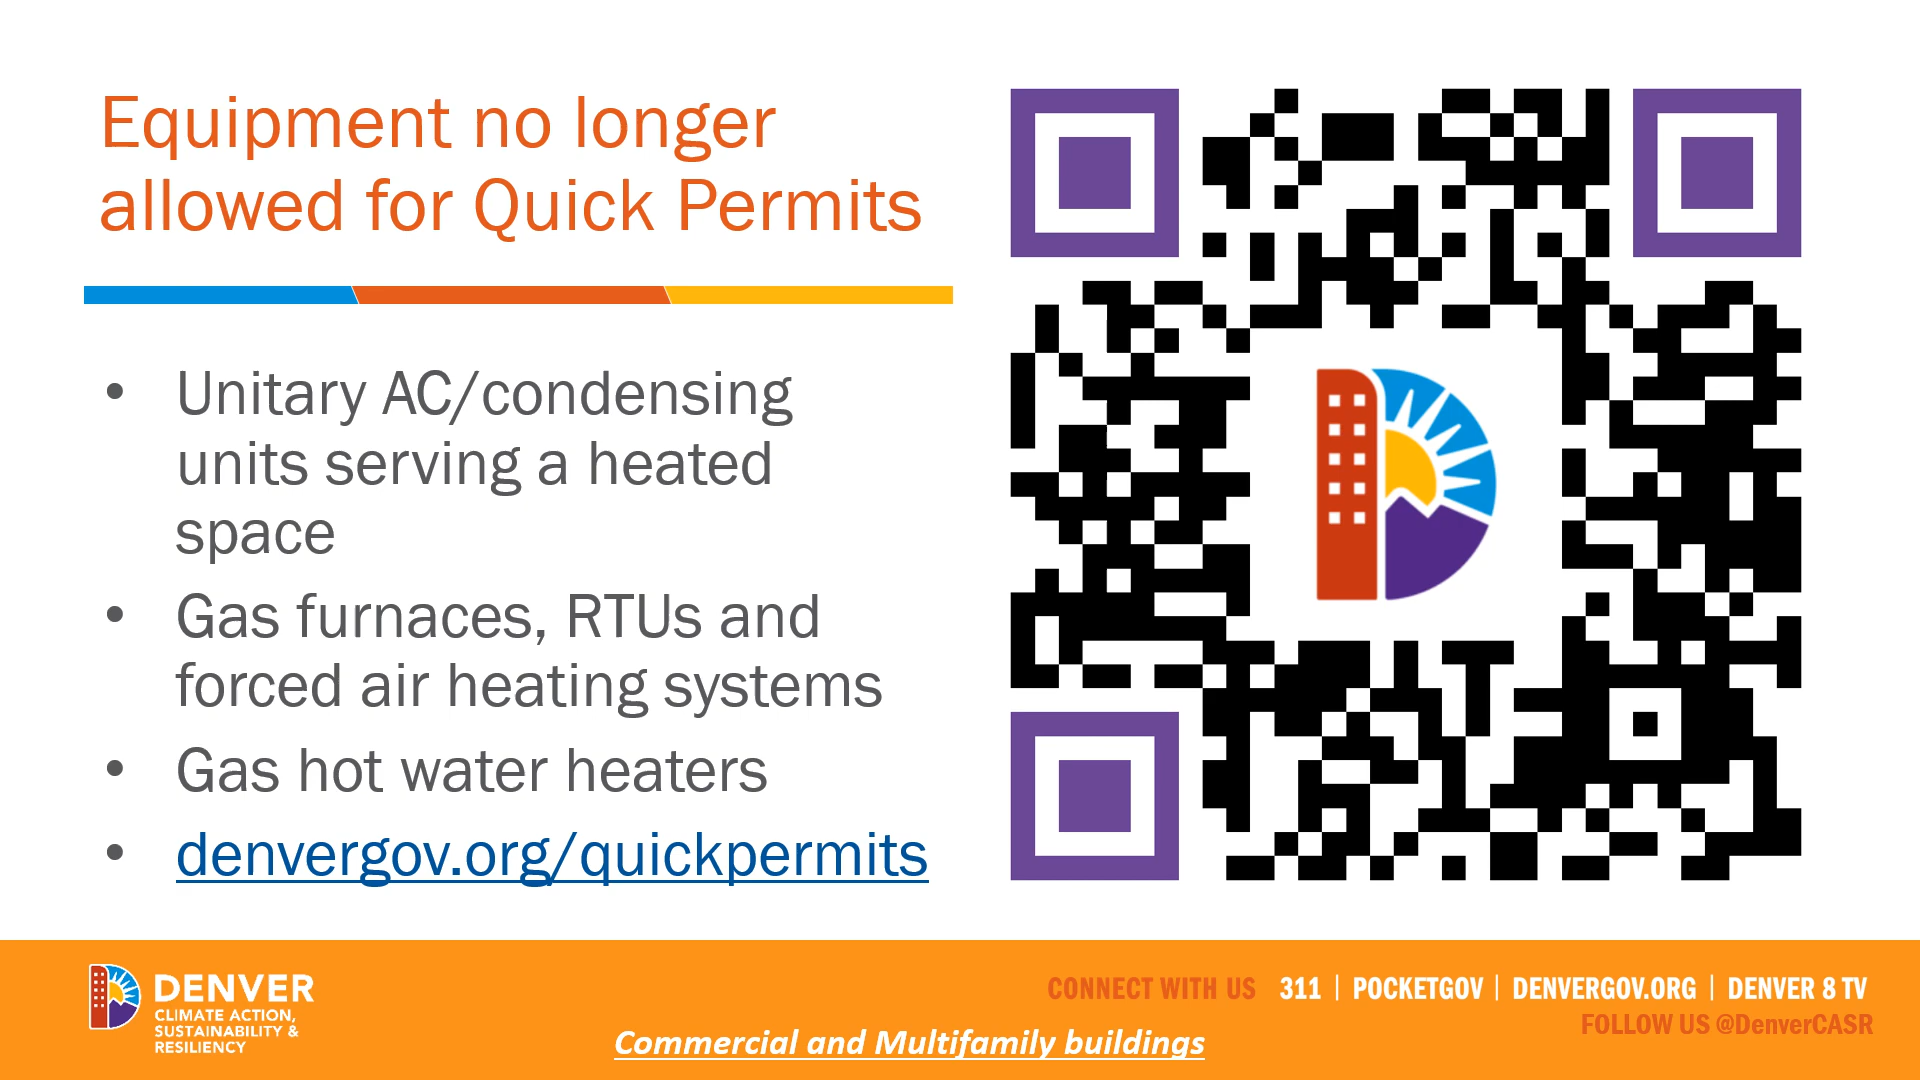 Equipment no longer
allowed for Quick Permits
• Unitary AC/condensing
units serving a heated
space
• Gas furnaces, RTUs and
forced air heating systems
• Gas hot water heaters
• denvergov.org/quickpermits
DENVER
CLIMATE ACTION,
SUSTAINABILITY &
RESILIENCY
Commercial and Multifamily buildings
CONNECT WITH US 311 | POCKETGOV | DENVERGOV.ORG | DENVER 8 TV
FOLLOW US @DenverCASR